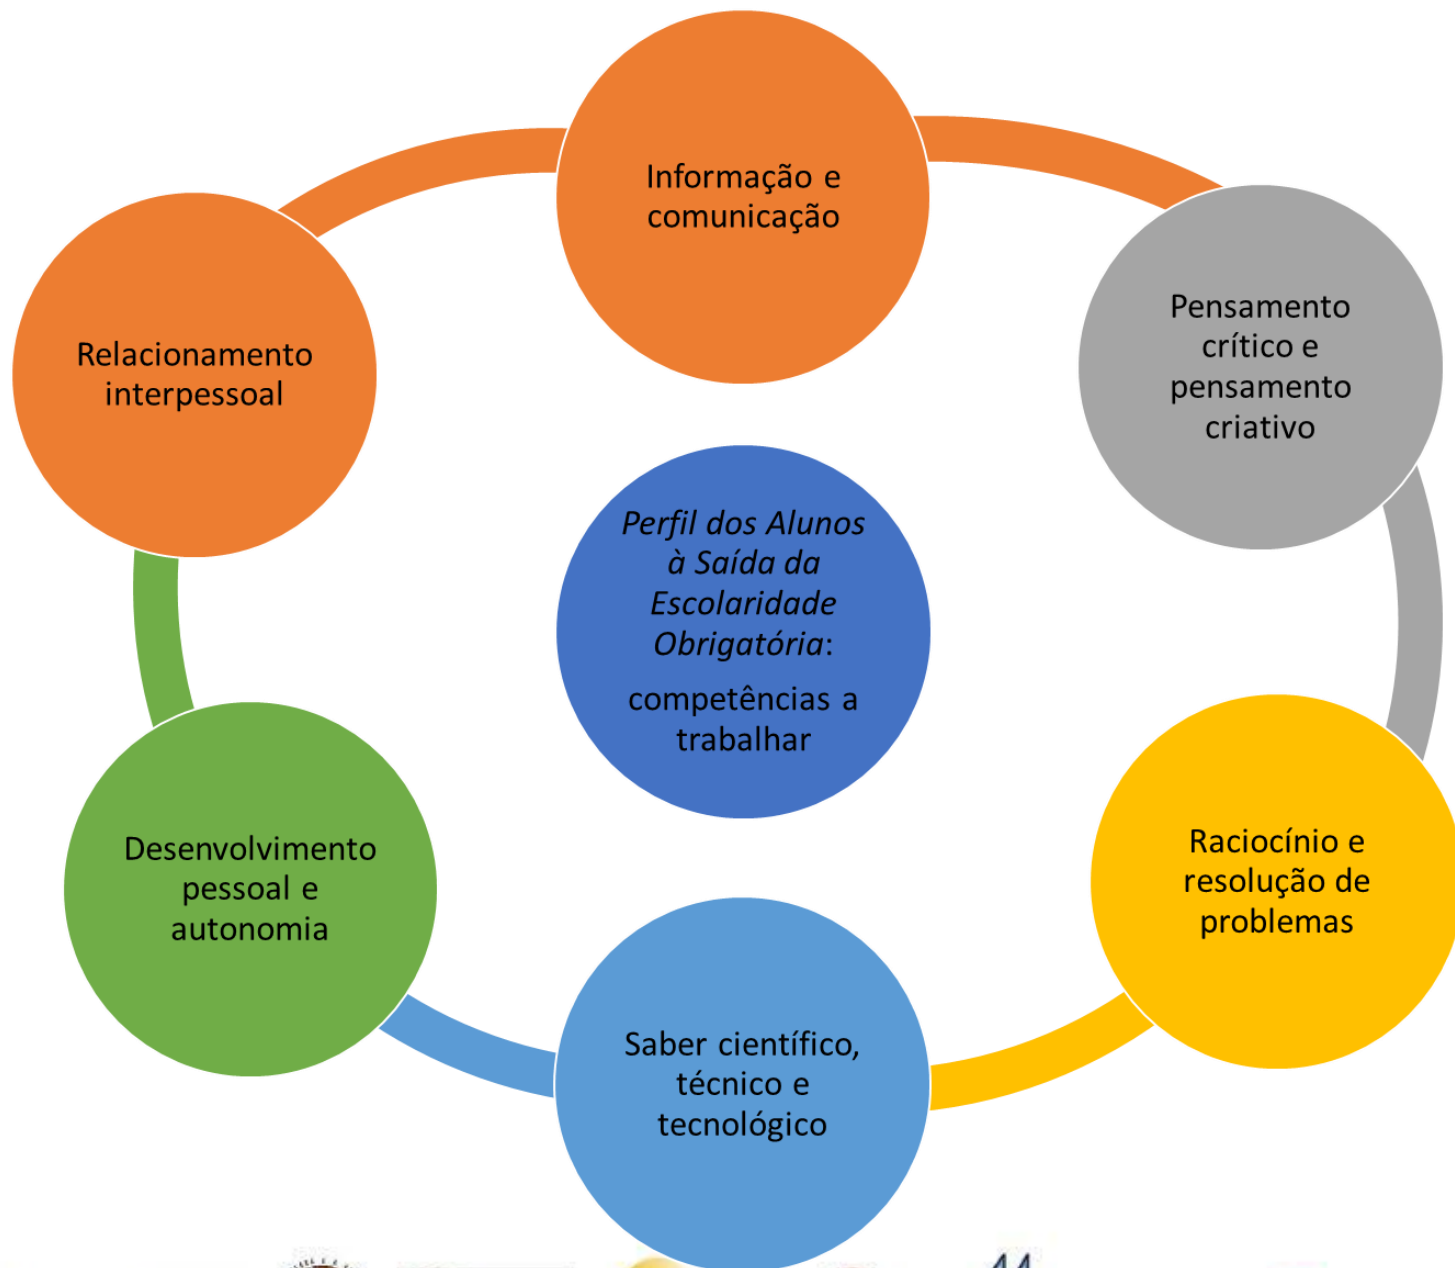 Informação e
comunicação
Pensamento
crítico e
pensamento
criativo
Relacionamento
interpessoal
Perfil dos Alunos
à Saída da
Escolaridade
Obrigatória:
competências a
trabalhar
Raciocínio e
resolução de
problemas
Desenvolvimento
pessoal e
autonomia
Saber científico,
técnico e
tecnológico